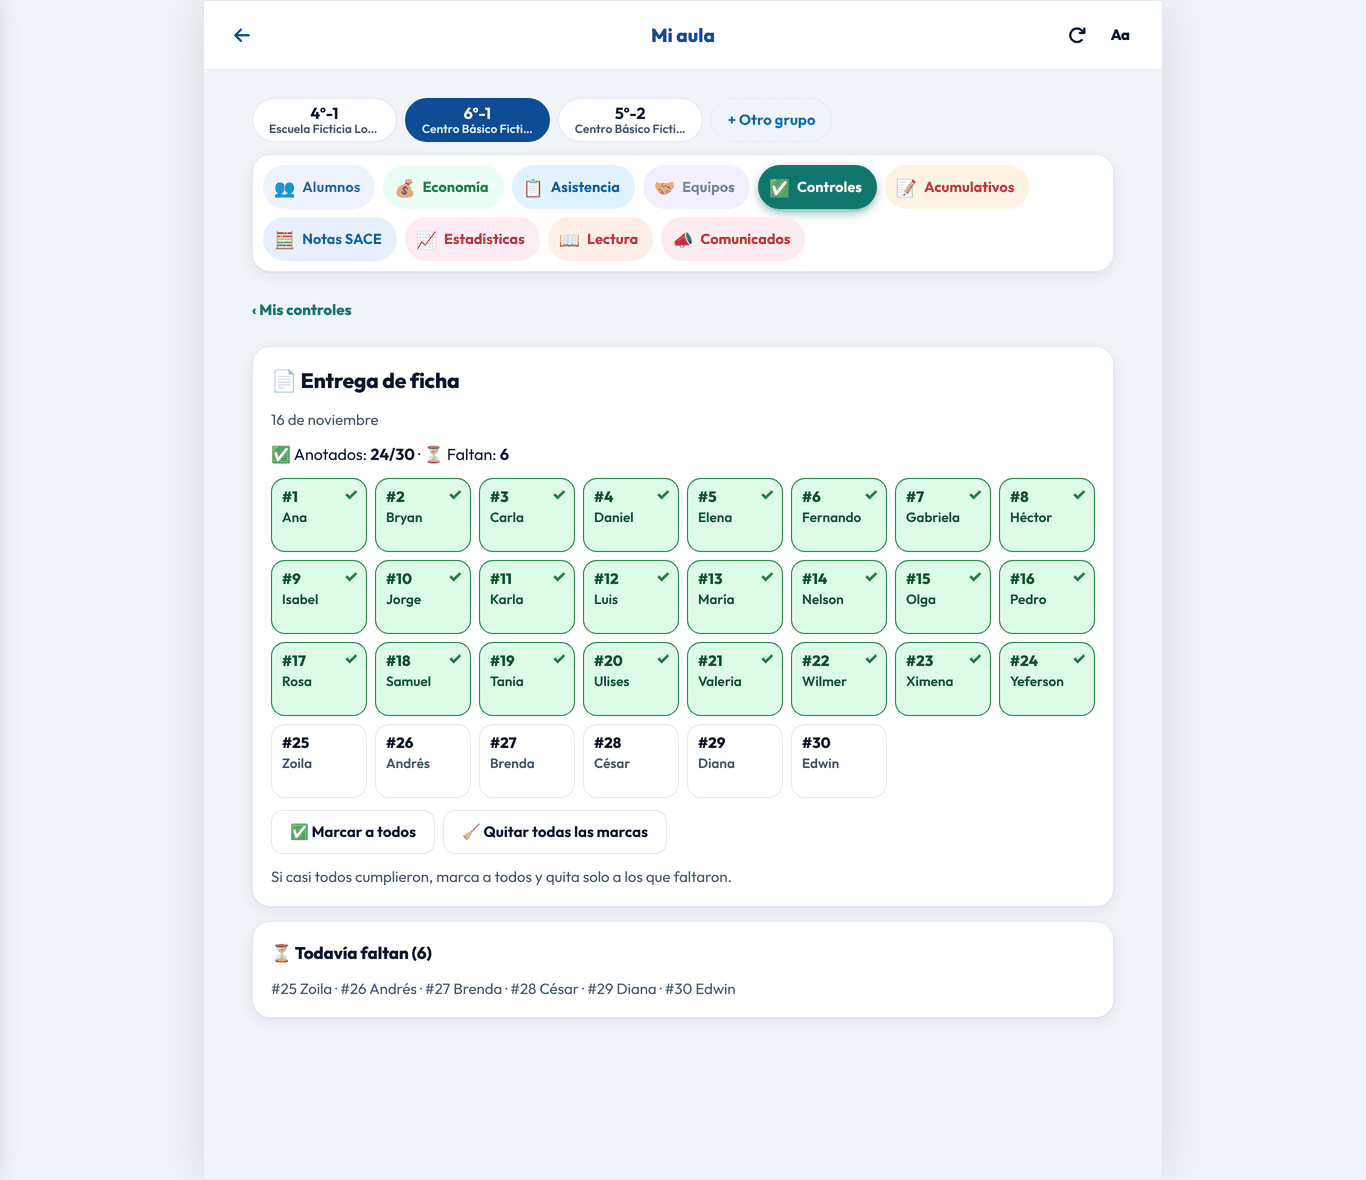 Mi aula
Aa
4°-1
Escuela Ficticia Lo...
6°-1
Centro Básico Ficti...
5°-2
Centro Básico Ficti...
+ Otro grupo
Alumnos
Economía
Asistencia
Equipos
Controles
Acumulativos
Notas SACE
Estadísticas
Lectura
Comunicados
‹ Mis controles
Entrega de ficha
16 de noviembre
Anotados: 24/30 · Faltan: 6
#1
Ana
#2
Bryan
#3
Carla
#4
Daniel
#5
Elena
#6
Fernando
#7
Gabriela
#8
Héctor
#9
Isabel
#10
Jorge
#11
Karla
#12
Luis
#13
María
#14
Nelson
#15
Olga
#16
Pedro
#17
Rosa
#18
Samuel
#19
Tania
#20
Ulises
#21
Valeria
#22
Wilmer
#23
Ximena
#24
Yeferson
#25
Zoila
#26
Andrés
#27
Brenda
#28
César
#29
Diana
#30
Edwin
Marcar a todos
Quitar todas las marcas
Si casi todos cumplieron, marca a todos y quita solo a los que faltaron.
Todavía faltan (6)
#25 Zoila · #26 Andrés · #27 Brenda · #28 César · #29 Diana · #30 Edwin